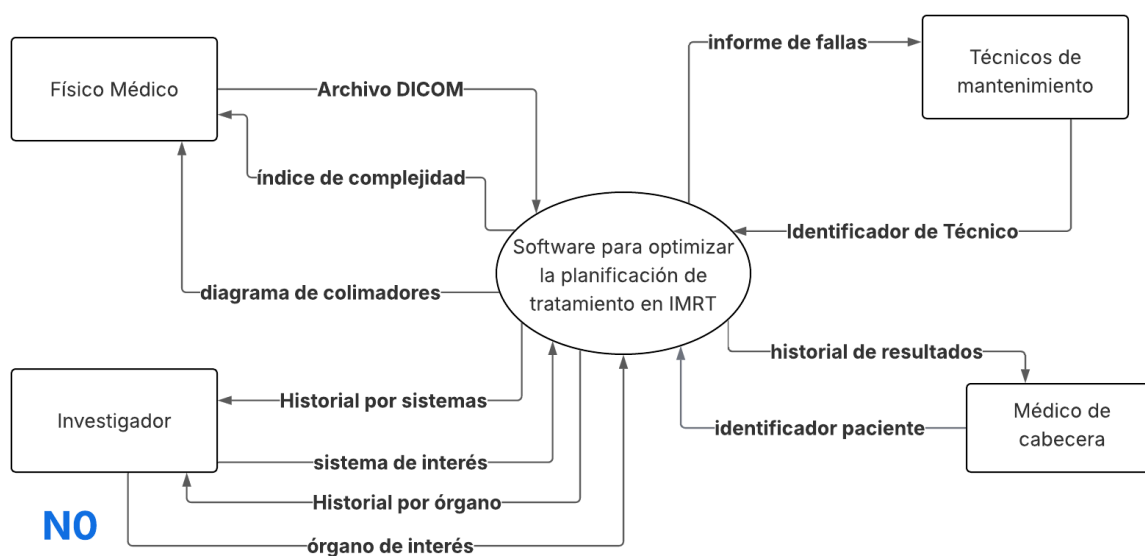 informe de fallas
Técnicos de
mantenimiento
Físico Médico
Archivo DICOM
índice de complejidad
Identificador de Técnico
Software para optimizar
la planificación de
tratamiento en IMRT
diagrama de colimadores
historial de resultados
Historial por sistemas
Investigador
Médico de
cabecera
identificador paciente
sistema de interés
Historial por órgano
N0
órgano de interés